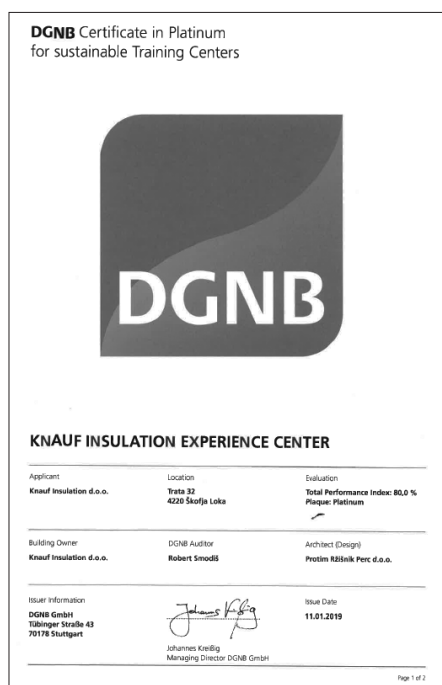 DGNB Certificate in Platinum
for sustainable Training Centers
DGNB
KNAUF INSULATION EXPERIENCE CENTER
Applicant
Knauf Insulation d.o.o.
Location
Trata 32
4220 Škofja Loka
Evaluation
Total Performance Index: 80,0 %
Plaque: Platinum
Building Owner
Knauf Insulation d.o.o.
DGNB Auditor
Robert Smodiš
Architect (Design)
Protim Ržišnik Perc d.o.o.
Issuer Information
DGNB GmbH
Tübinger Straße 43
70178 Stuttgart
Johannes Kreißig
Johannes Kreißig
Managing Director DGNB GmbH
Issue Date
11.01.2019
Page 1 of 2